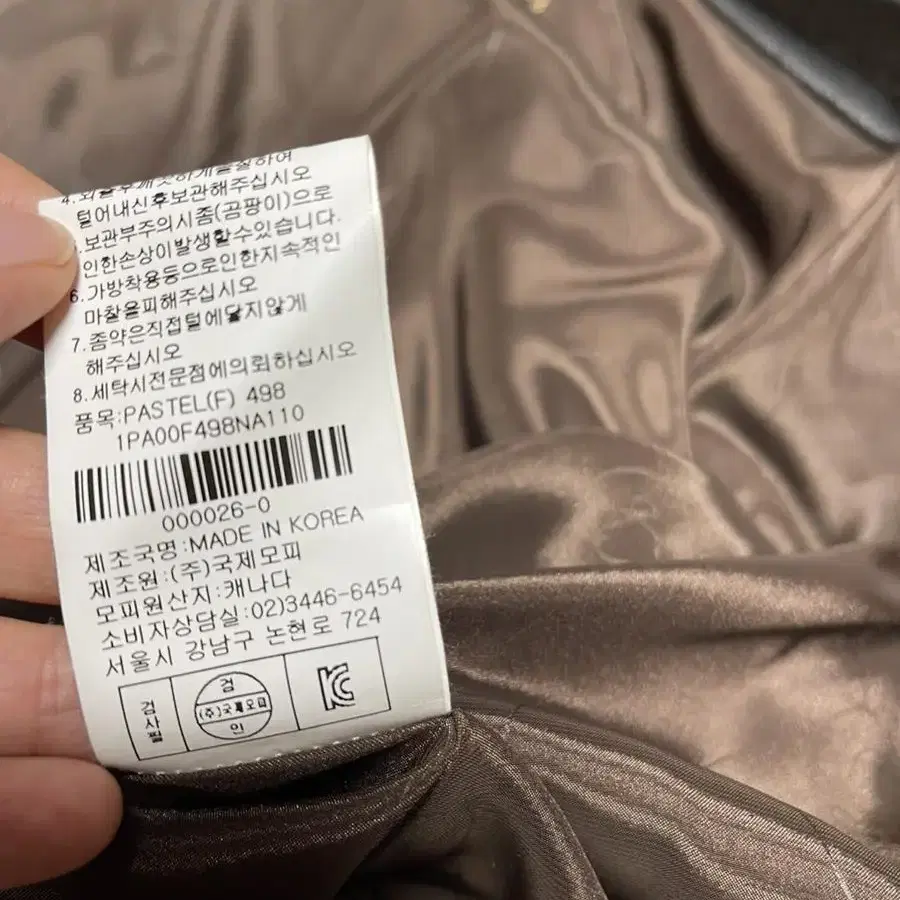 털어내신후보관해주십시오
보관부주의시좀(곰팡이)으로
인한손상이발생할수있습니다.
6.가방착용등으로인한지속적인
마찰을피해주십시오
7.좀약은직접털에닿지않게
해주십시오
8.세탁시전문점에의뢰하십시오
품목:PASTEL(F) 498
1PA00F498NA110
000026-0
제조국명:MADE IN KOREA
제조원:(주)국제모피
모피원산지:캐나다
소비자상담실:02)3446-6454
서울시 강남구 논현로 724
검사필
검
(주)국제모피
인
KC